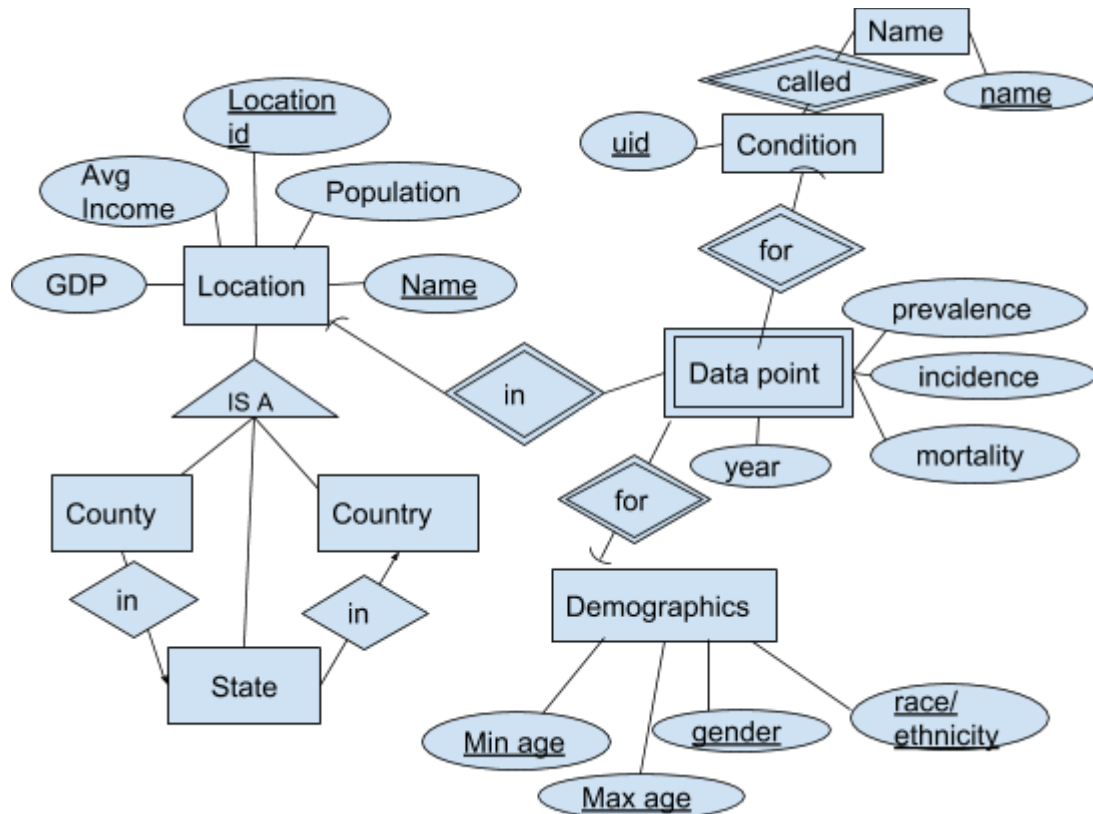 Name
called
name
Location
id
uid
Condition
Avg
Income
Population
for
GDP
Location
Name
prevalence
in
Data point
incidence
IS A
year
mortality
County
Country
for
in
in
Demographics
State
Min age
gender
race/
ethnicity
Max age